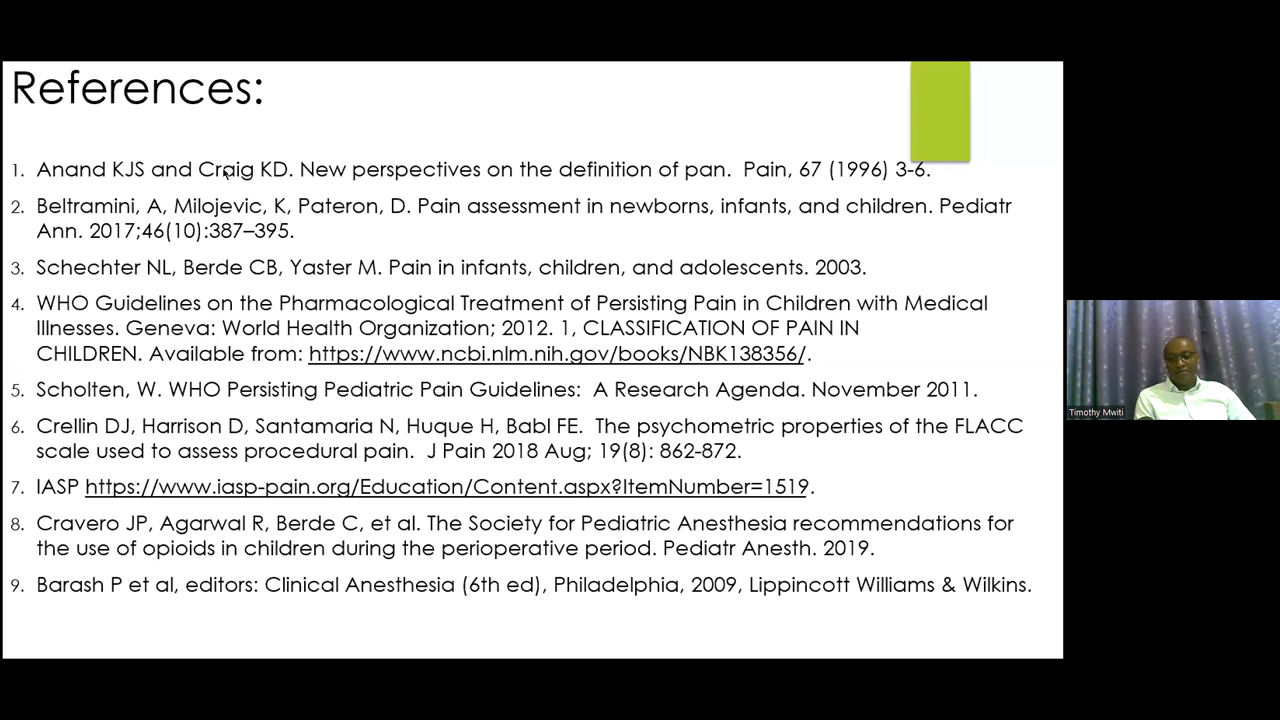 References:
1. Anand KJS and Craig KD. New perspectives on the definition of pan. Pain, 67 (1996) 3-6.
2. Beltramini, A, Milojevic, K, Pateron, D. Pain assessment in newborns, infants, and children. Pediatr
Ann. 2017;46(10):387–395.
3. Schechter NL, Berde CB, Yaster M. Pain in infants, children, and adolescents. 2003.
4. WHO Guidelines on the Pharmacological Treatment of Persisting Pain in Children with Medical
Illnesses. Geneva: World Health Organization; 2012. 1, CLASSIFICATION OF PAIN IN
CHILDREN. Available from: https://www.ncbi.nlm.nih.gov/books/NBK138356/.
5. Scholten, W. WHO Persisting Pediatric Pain Guidelines: A Research Agenda. November 2011.
6. Crellin DJ, Harrison D, Santamaria N, Huque H, Babl FE. The psychometric properties of the FLACC
scale used to assess procedural pain. J Pain 2018 Aug; 19(8): 862-872.
7. IASP https://www.iasp-pain.org/Education/Content.aspx?ItemNumber=1519.
8. Cravero JP, Agarwal R, Berde C, et al. The Society for Pediatric Anesthesia recommendations for
the use of opioids in children during the perioperative period. Pediatr Anesth. 2019.
9. Barash P et al, editors: Clinical Anesthesia (6th ed), Philadelphia, 2009, Lippincott Williams & Wilkins.
Timothy Mwiti